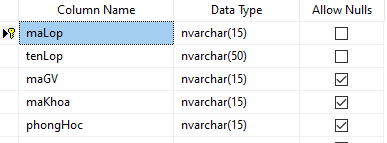 Column Name Data Type Allow Nulls
maLop nvarchar(15)
tenLop nvarchar(50)
maGV nvarchar(15)
maKhoa nvarchar(15)
phongHoc nvarchar(15)